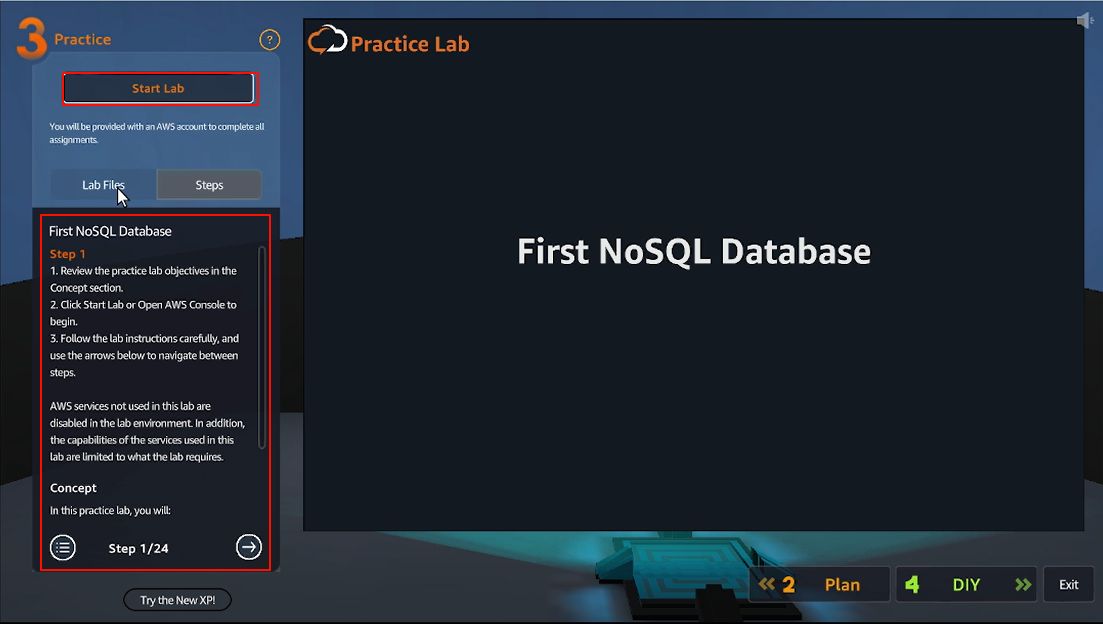 3 Practice
?
Start Lab
You will be provided with an AWS account to complete all
assignments.
Lab Files
Steps
First NoSQL Database
Step 1
1. Review the practice lab objectives in the
Concept section.
2. Click Start Lab or Open AWS Console to
begin.
3. Follow the lab instructions carefully, and
use the arrows below to navigate between
steps.
AWS services not used in this lab are
disabled in the lab environment. In addition,
the capabilities of the services used in this
lab are limited to what the lab requires.
Concept
In this practice lab, you will:
Step 1/24
Try the New XP!
Practice Lab
First NoSQL Database
2 Plan
4 DIY
Exit